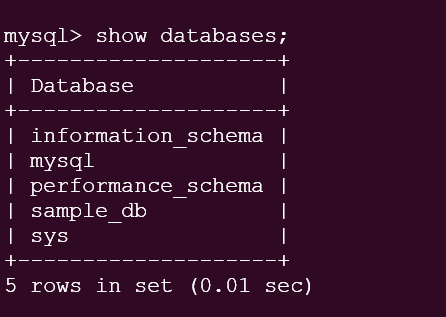 mysql> show databases;
+--------------------+
| Database           |
+--------------------+
| information_schema |
| mysql              |
| performance_schema |
| sample_db          |
| sys                |
+--------------------+
5 rows in set (0.01 sec)